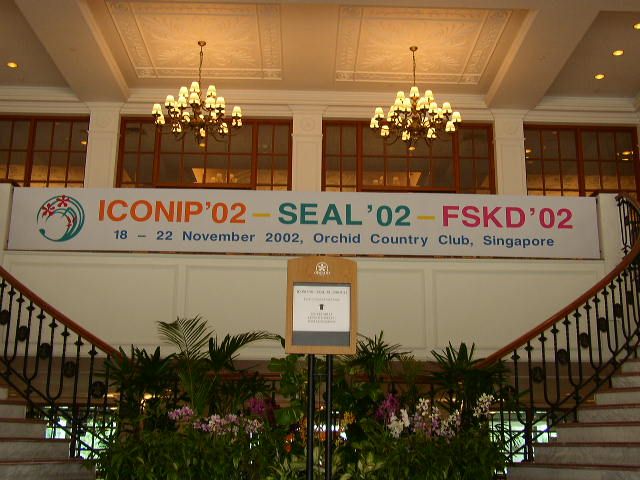 ICONIP'02 – SEAL'02 – FSKD'02
18 – 22 November 2002, Orchid Country Club, Singapore